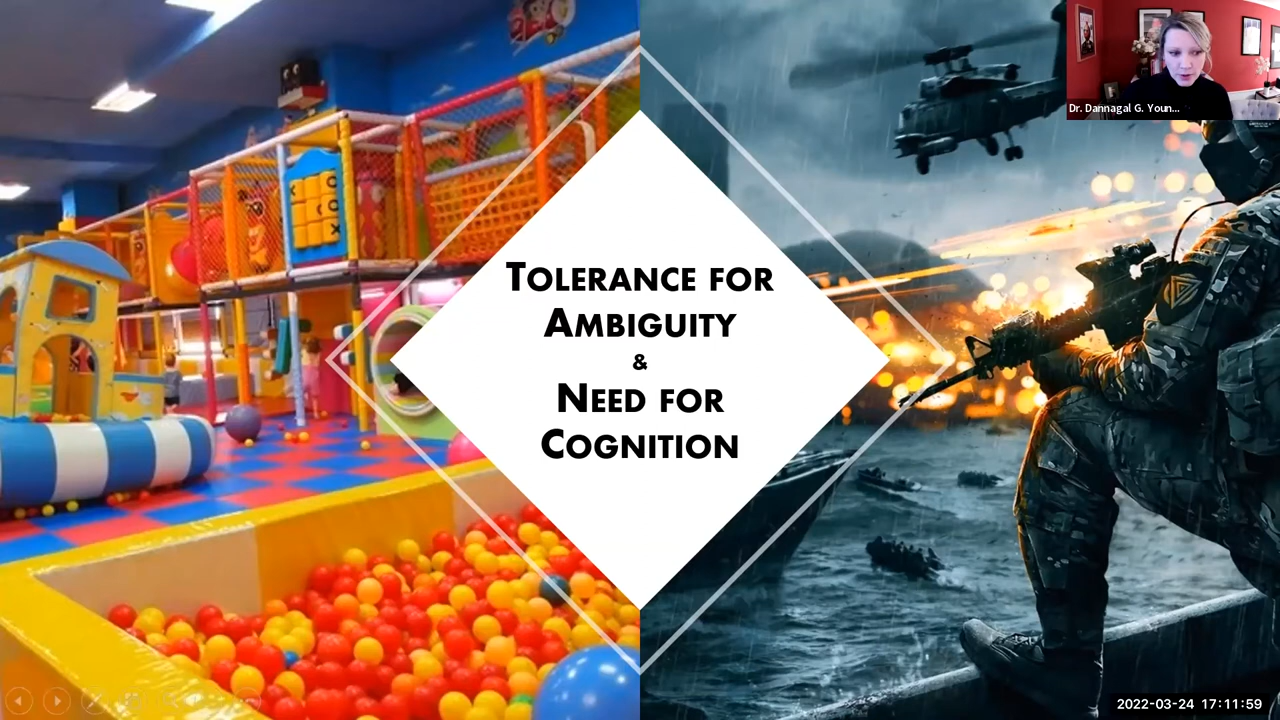 Dr. Dannagal G. Youn...
TOLERANCE FOR
AMBIGUITY
&
NEED FOR
COGNITION
2022-03-24 17:11:59